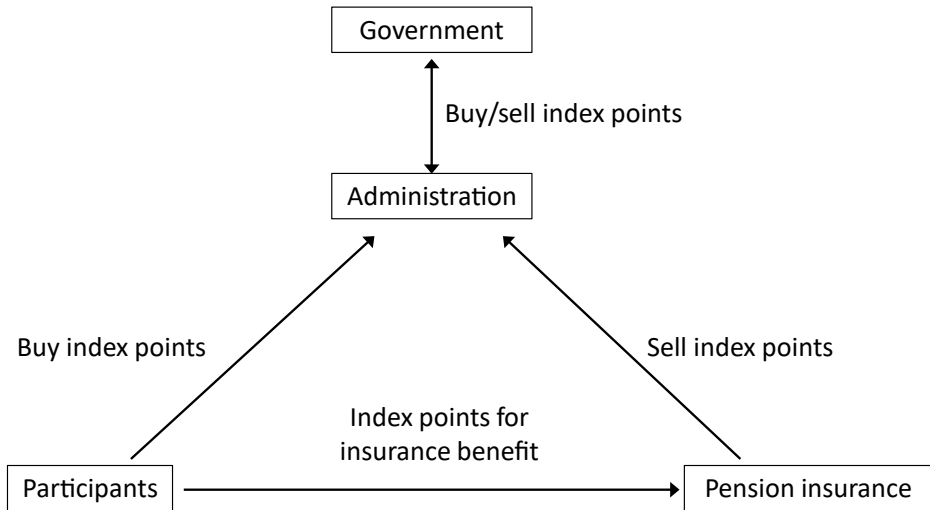 Government
Buy/sell index points
Administration
Buy index points
Sell index points
Index points for
insurance benefit
Participants
Pension insurance